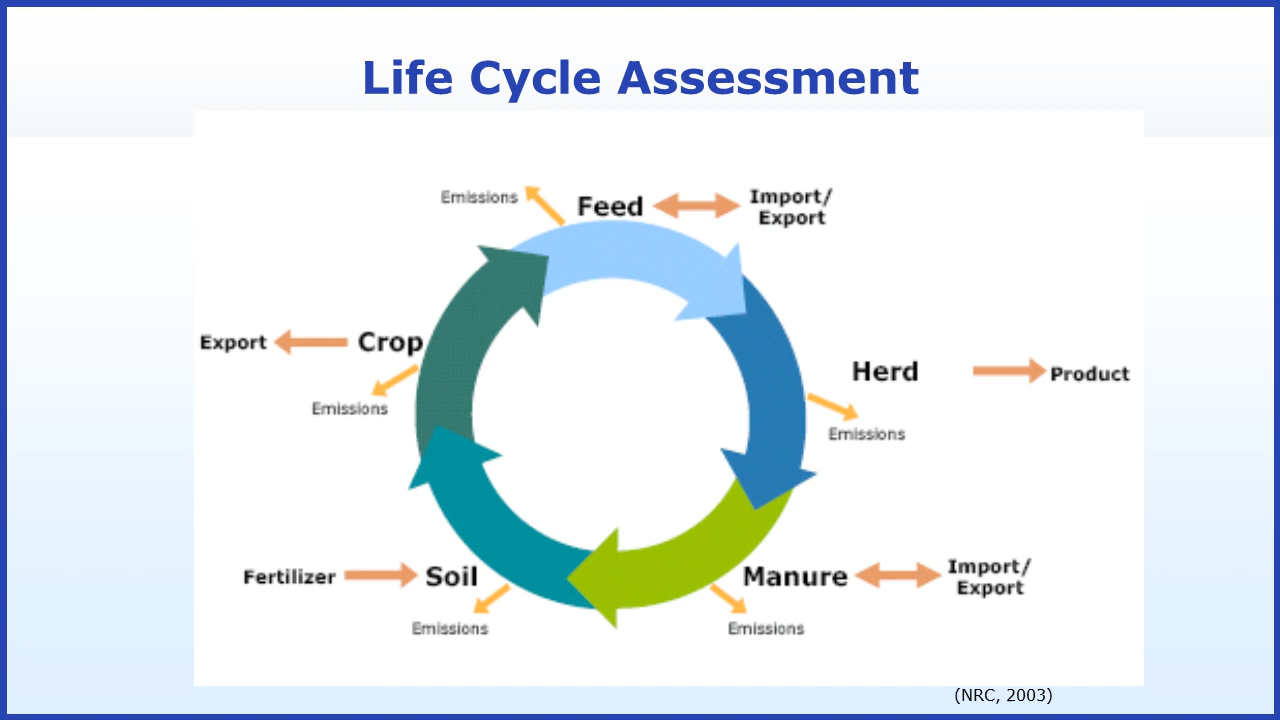 Life Cycle Assessment
Emissions
Feed
Import/
Export
Export
Crop
Emissions
Herd
Product
Emissions
Fertilizer
Soil
Emissions
Manure
Import/
Export
Emissions
(NRC, 2003)